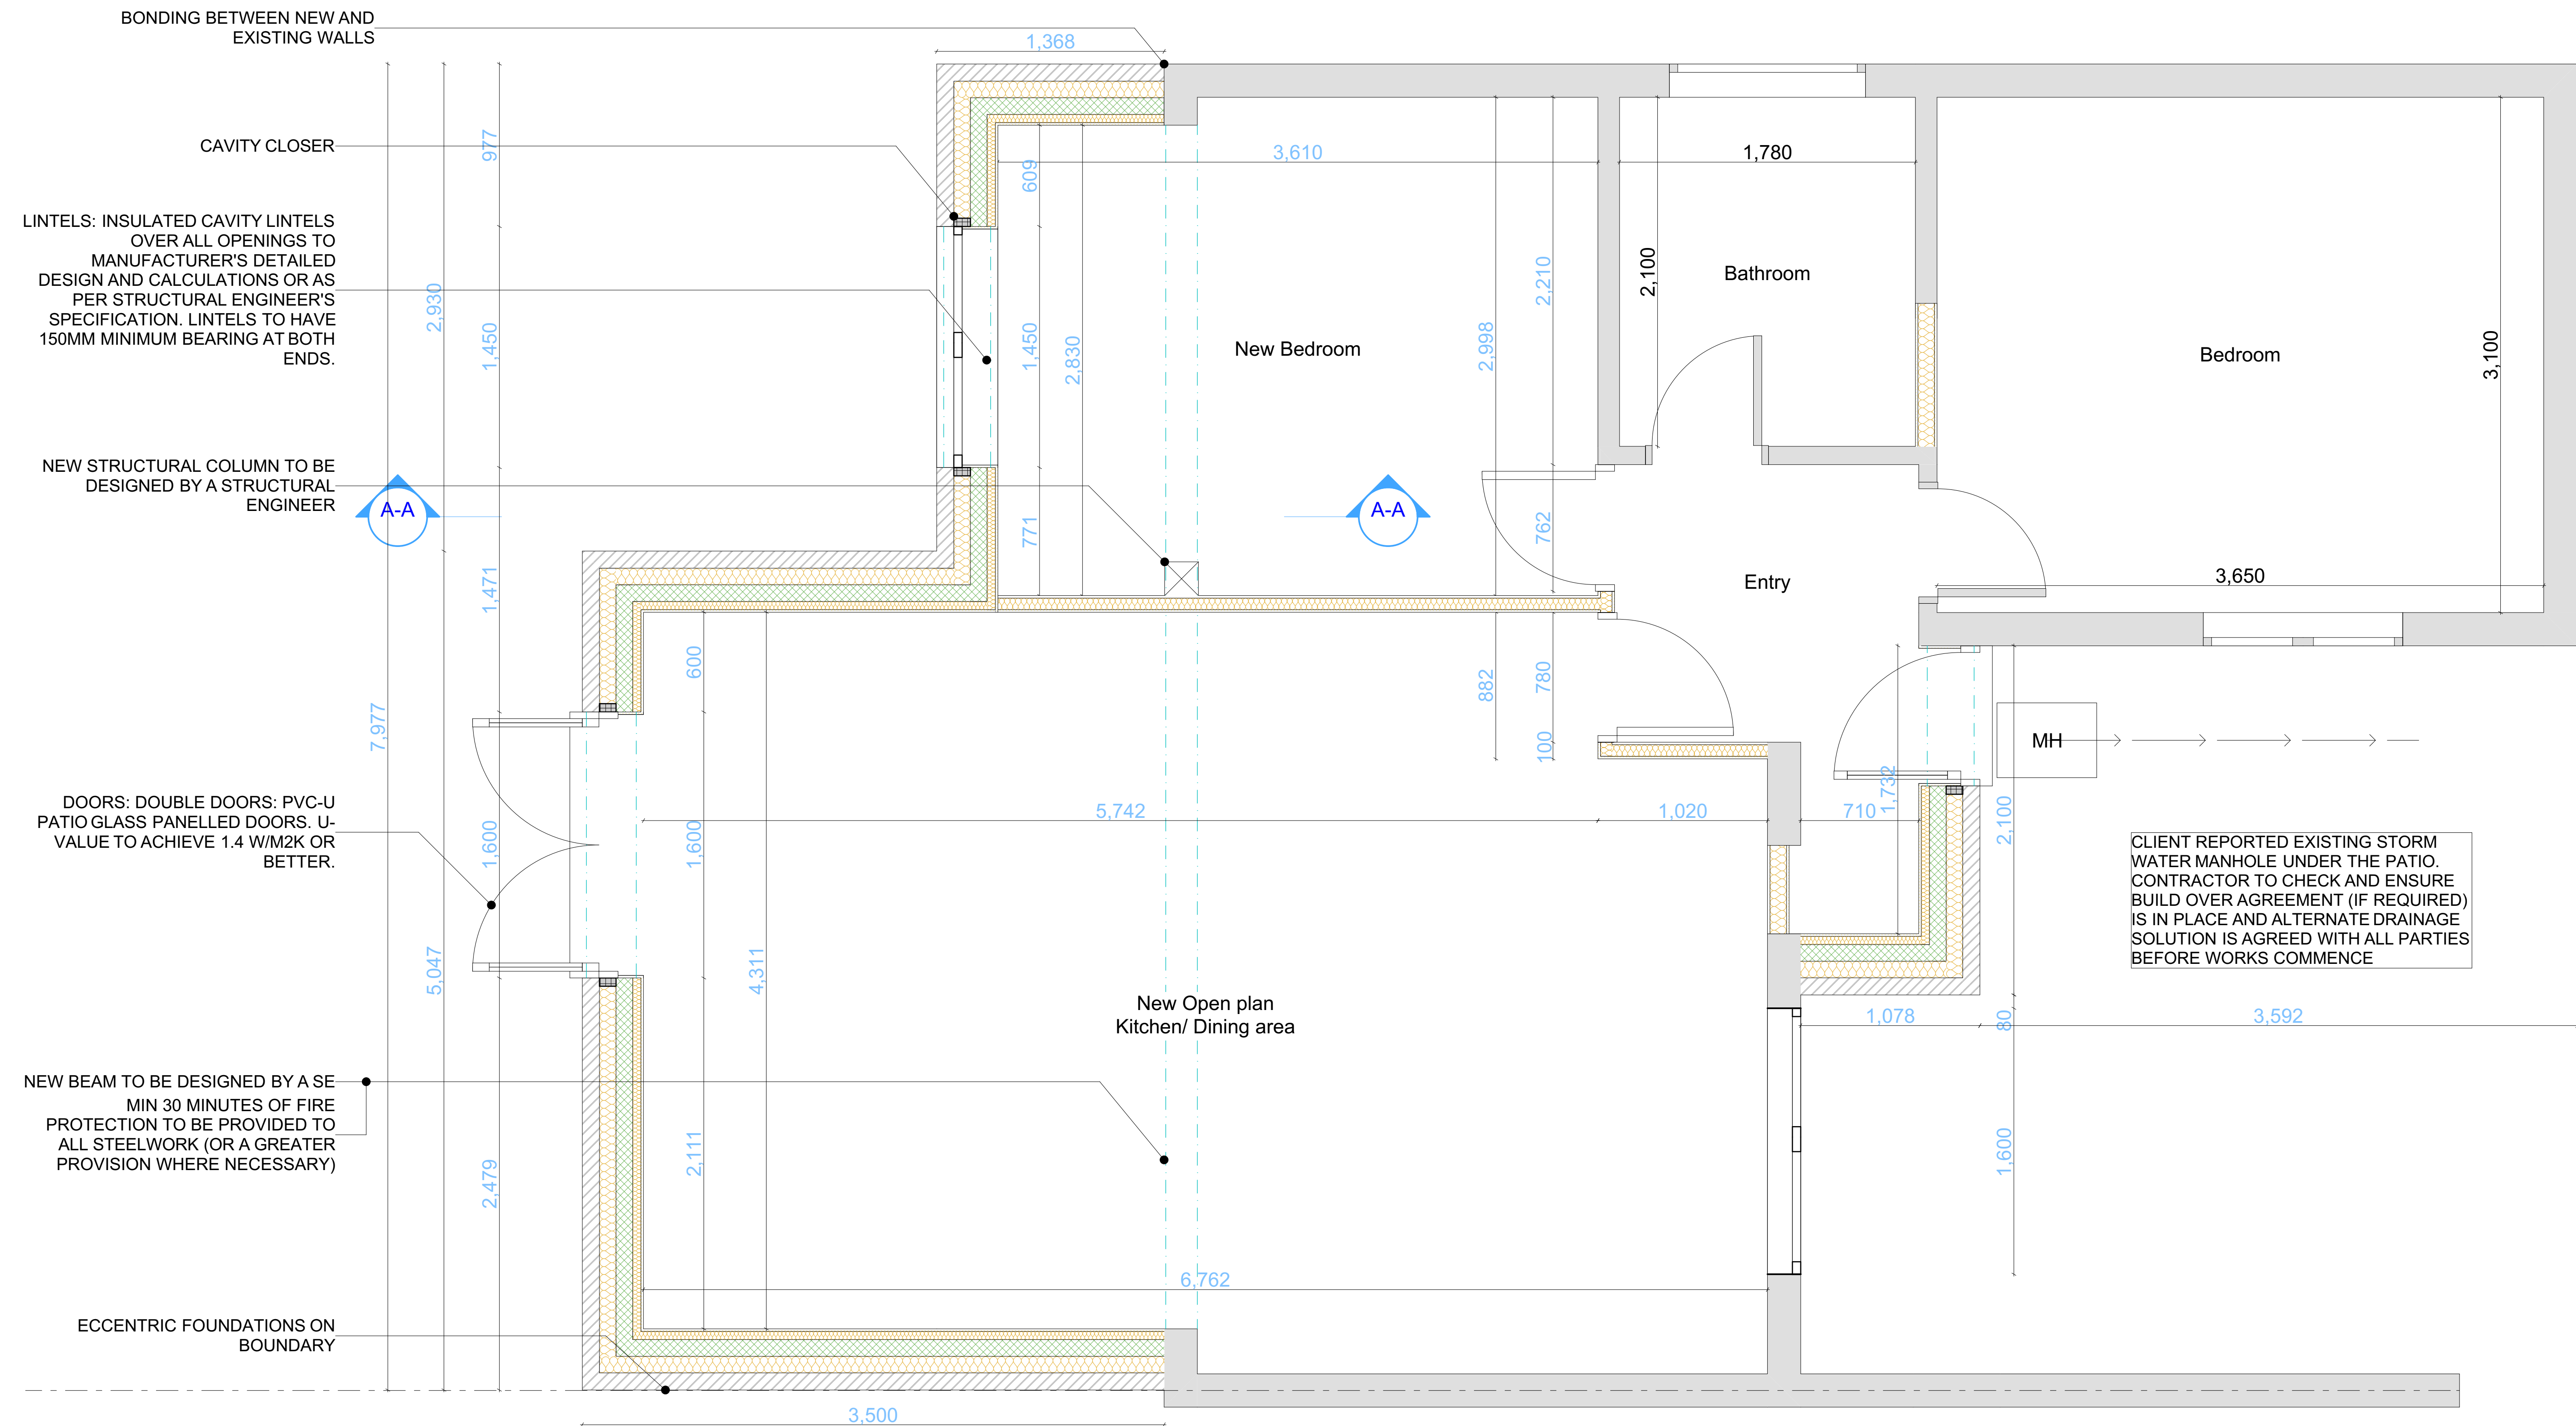 BONDING BETWEEN NEW AND
EXISTING WALLS
1,368
CAVITY CLOSER
977
609
3,610
1,780
LINTELS: INSULATED CAVITY LINTELS
OVER ALL OPENINGS TO
MANUFACTURER'S DETAILED
DESIGN AND CALCULATIONS OR AS
PER STRUCTURAL ENGINEER'S
SPECIFICATION. LINTELS TO HAVE
150MM MINIMUM BEARING AT BOTH
ENDS.
2,930
1,450
1,450
2,830
New Bedroom
2,998
2,210
2,100
Bathroom
Bedroom
3,100
NEW STRUCTURAL COLUMN TO BE
DESIGNED BY A STRUCTURAL
ENGINEER
A-A
A-A
771
762
1,471
Entry
3,650
600
882
780
100
7,977
MH
DOORS: DOUBLE DOORS: PVC-U
PATIO GLASS PANELLED DOORS. U-
VALUE TO ACHIEVE 1.4 W/M2K OR
BETTER.
1,600
1,600
5,742
1,020
710
1,732
2,100
CLIENT REPORTED EXISTING STORM
WATER MANHOLE UNDER THE PATIO.
CONTRACTOR TO CHECK AND ENSURE
BUILD OVER AGREEMENT (IF REQUIRED)
IS IN PLACE AND ALTERNATE DRAINAGE
SOLUTION IS AGREED WITH ALL PARTIES
BEFORE WORKS COMMENCE
5,047
4,311
New Open plan
Kitchen/ Dining area
1,078
80
3,592
NEW BEAM TO BE DESIGNED BY A SE
MIN 30 MINUTES OF FIRE
PROTECTION TO BE PROVIDED TO
ALL STEELWORK (OR A GREATER
PROVISION WHERE NECESSARY)
2,479
2,111
1,600
6,762
ECCENTRIC FOUNDATIONS ON
BOUNDARY
3,500